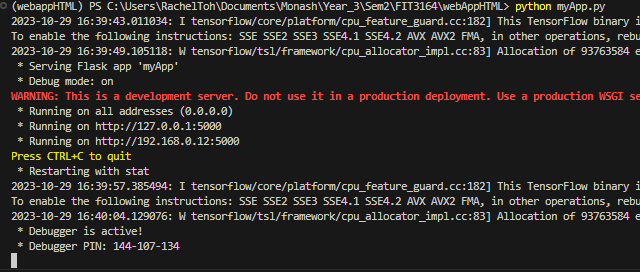 (webappHTML) PS C:\Users\RachelToh\Documents\Monash\Year_3\Sem2\FIT3164\webAppHTML> python myApp.py
2023-10-29 16:39:43.011034: I tensorflow/core/platform/cpu_feature_guard.cc:182] This TensorFlow binary i
To enable the following instructions: SSE SSE2 SSE3 SSE4.1 SSE4.2 AVX AVX2 FMA, in other operations, rebu
2023-10-29 16:39:49.105118: W tensorflow/tsl/framework/cpu_allocator_impl.cc:83] Allocation of 93763584 e
* Serving Flask app 'myApp'
* Debug mode: on
WARNING: This is a development server. Do not use it in a production deployment. Use a production WSGI se
* Running on all addresses (0.0.0.0)
* Running on http://127.0.0.1:5000
* Running on http://192.168.0.12:5000
Press CTRL+C to quit
* Restarting with stat
2023-10-29 16:39:57.385494: I tensorflow/core/platform/cpu_feature_guard.cc:182] This TensorFlow binary i
To enable the following instructions: SSE SSE2 SSE3 SSE4.1 SSE4.2 AVX AVX2 FMA, in other operations, rebu
2023-10-29 16:40:04.129076: W tensorflow/tsl/framework/cpu_allocator_impl.cc:83] Allocation of 93763584 e
* Debugger is active!
* Debugger PIN: 144-107-134